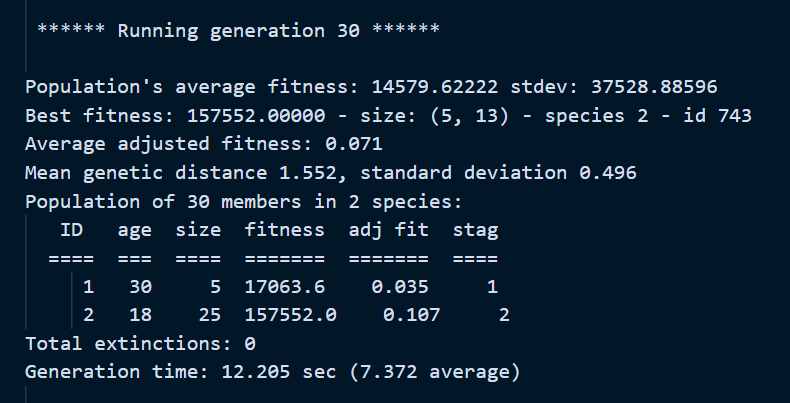 ****** Running generation 30 ******
Population's average fitness: 14579.62222 stdev: 37528.88596
Best fitness: 157552.00000 - size: (5, 13) - species 2 - id 743
Average adjusted fitness: 0.071
Mean genetic distance 1.552, standard deviation 0.496
Population of 30 members in 2 species:
ID age size fitness adj fit stag
==== === ==== ======= ======= ====
1 30 5 17063.6 0.035 1
2 18 25 157552.0 0.107 2
Total extinctions: 0
Generation time: 12.205 sec (7.372 average)